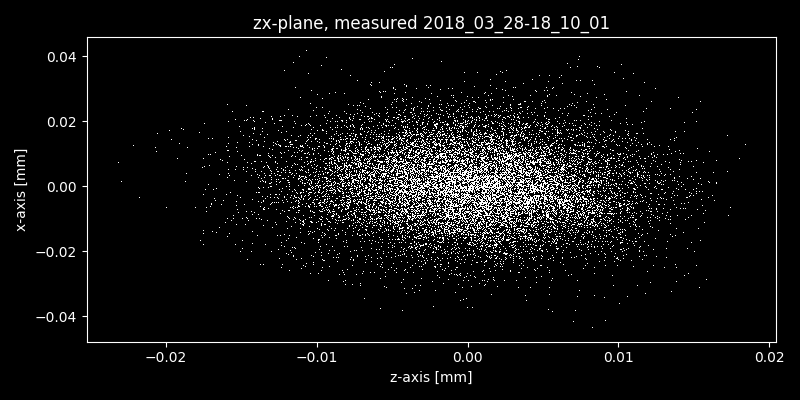 zx-plane, measured 2018_03_28-18_10_01
0.04
0.02
0.00
−0.02
−0.04
x-axis [mm]
−0.02 −0.01 0.00 0.01 0.02
z-axis [mm]